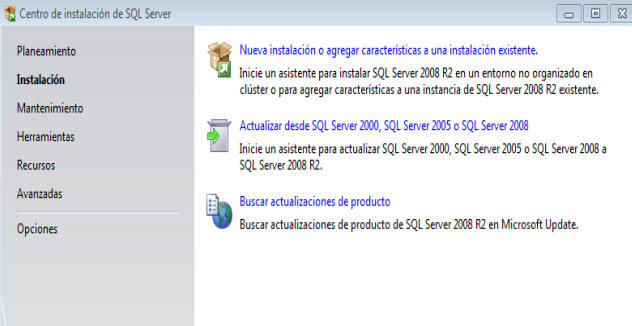 Centro de instalación de SQL Server
Planeamiento
Instalación
Mantenimiento
Herramientas
Recursos
Avanzadas
Opciones
Nueva instalación o agregar características a una instalación existente.
Inicie un asistente para instalar SQL Server 2008 R2 en un entorno no organizado en
clúster o para agregar características a una instancia de SQL Server 2008 R2 existente.
Actualizar desde SQL Server 2000, SQL Server 2005 o SQL Server 2008
Inicie un asistente para actualizar SQL Server 2000, SQL Server 2005 o SQL Server 2008 a
SQL Server 2008 R2.
Buscar actualizaciones de producto
Buscar actualizaciones de producto de SQL Server 2008 R2 en Microsoft Update.